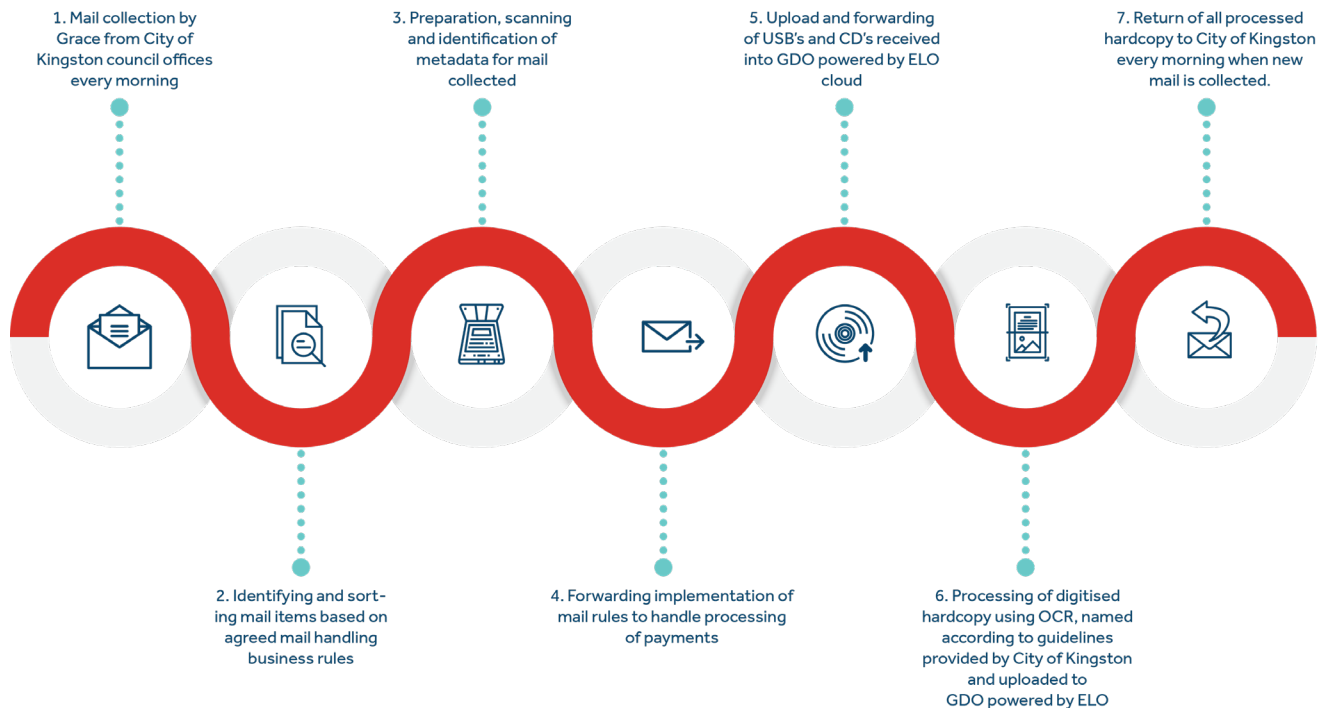 1. Mail collection by
Grace from City of
Kingston council offices
every morning
2. Identifying and sort-
ing mail items based on
agreed mail handling
business rules
3. Preparation, scanning
and identification of
metadata for mail
collected
4. Forwarding implementation of
mail rules to handle processing
of payments
5. Upload and forwarding
of USB's and CD's received
into GDO powered by ELO
cloud
6. Processing of digitised
hardcopy using OCR, named
according to guidelines
provided by City of Kingston
and uploaded to
GDO powered by ELO
7. Return of all processed
hardcopy to City of Kingston
every morning when new
mail is collected.